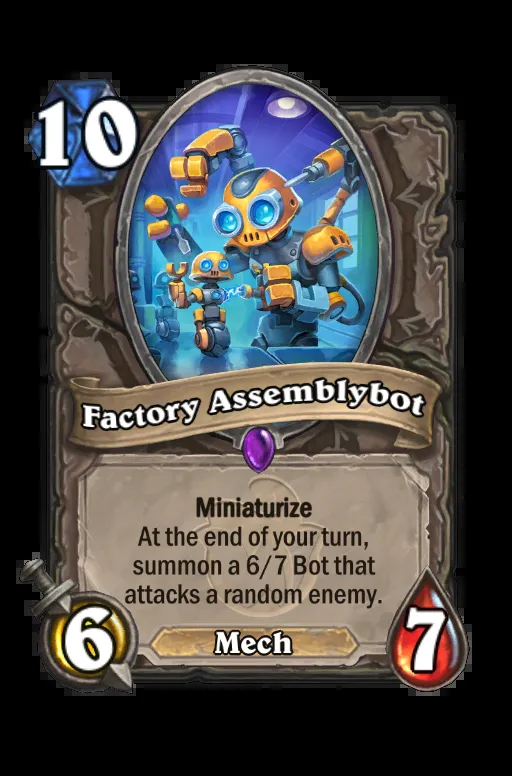 10
Factory Assemblybot
Miniaturize
At the end of your turn,
summon a 6/7 Bot that
attacks a random enemy.
6
Mech
7